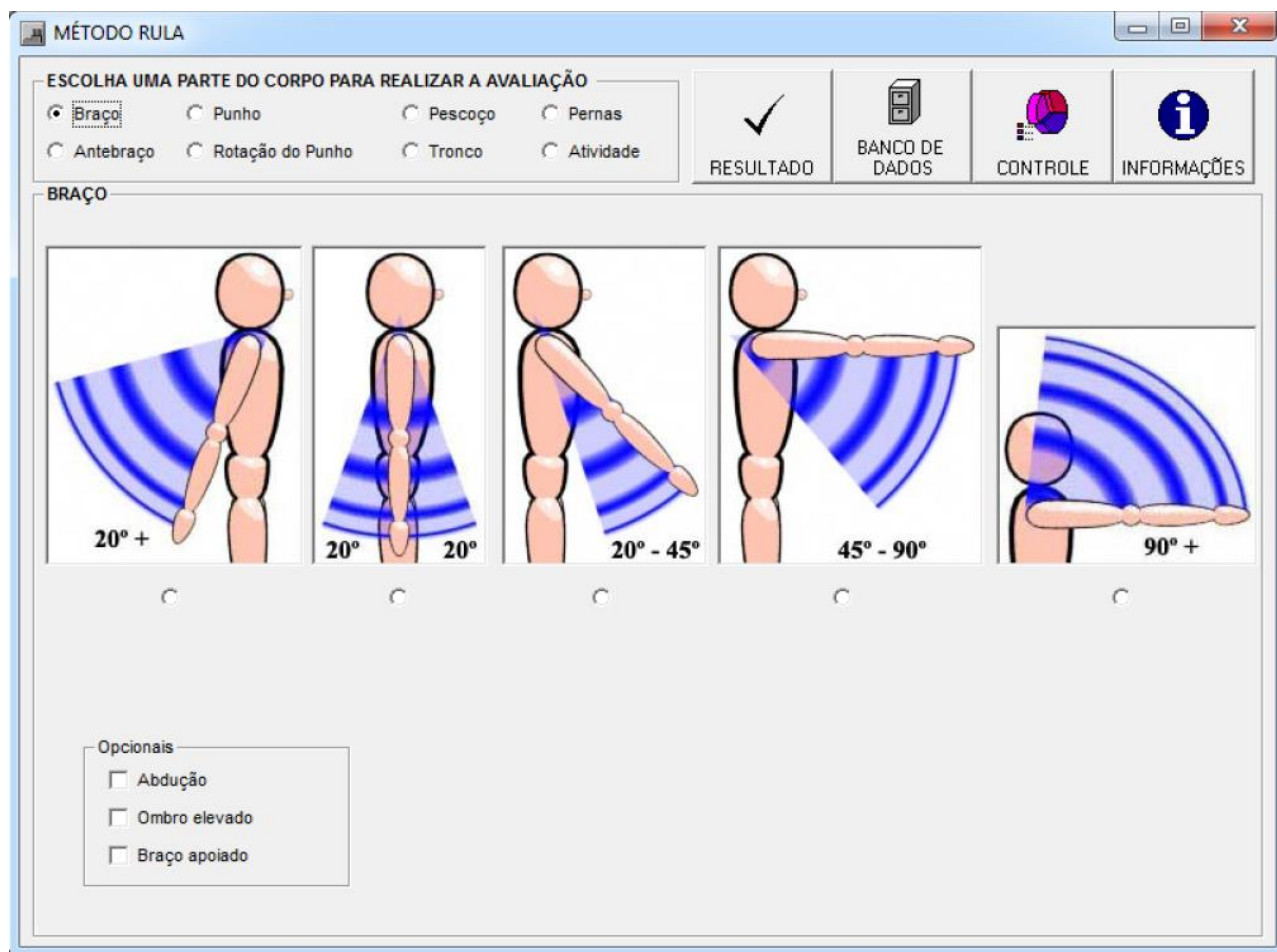 MÉTODO RULA
ESCOLHA UMA PARTE DO CORPO PARA REALIZAR A AVALIAÇÃO
Braço Punho Pescoço Pernas
Antebraço Rotação do Punho Tronco Atividade
RESULTADO
BANCO DE
DADOS
CONTROLE
INFORMAÇÕES
BRAÇO
20º +
20º 20º
20º - 45º
45º - 90º
90º +
Opcionais
Abdução
Ombro elevado
Braço apoiado